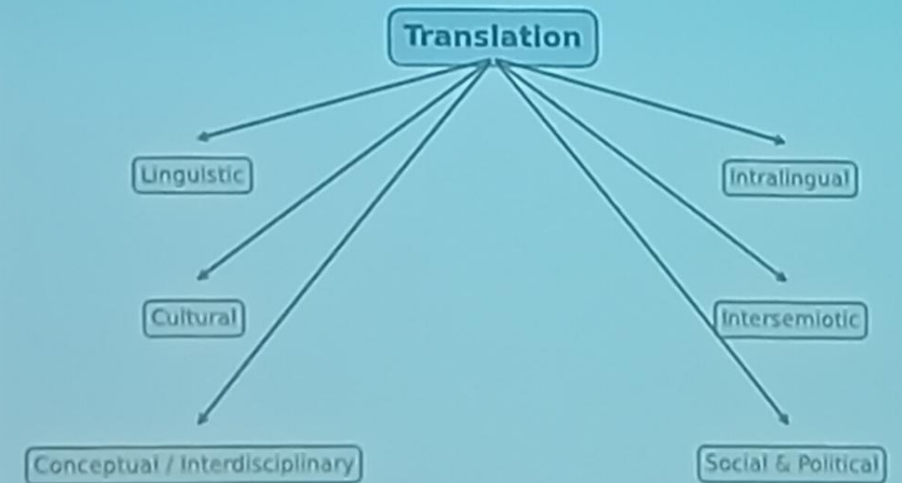 Translation
Linguistic
Intralingual
Cultural
Intersemiotic
Conceptual / Interdisciplinary
Social & Political